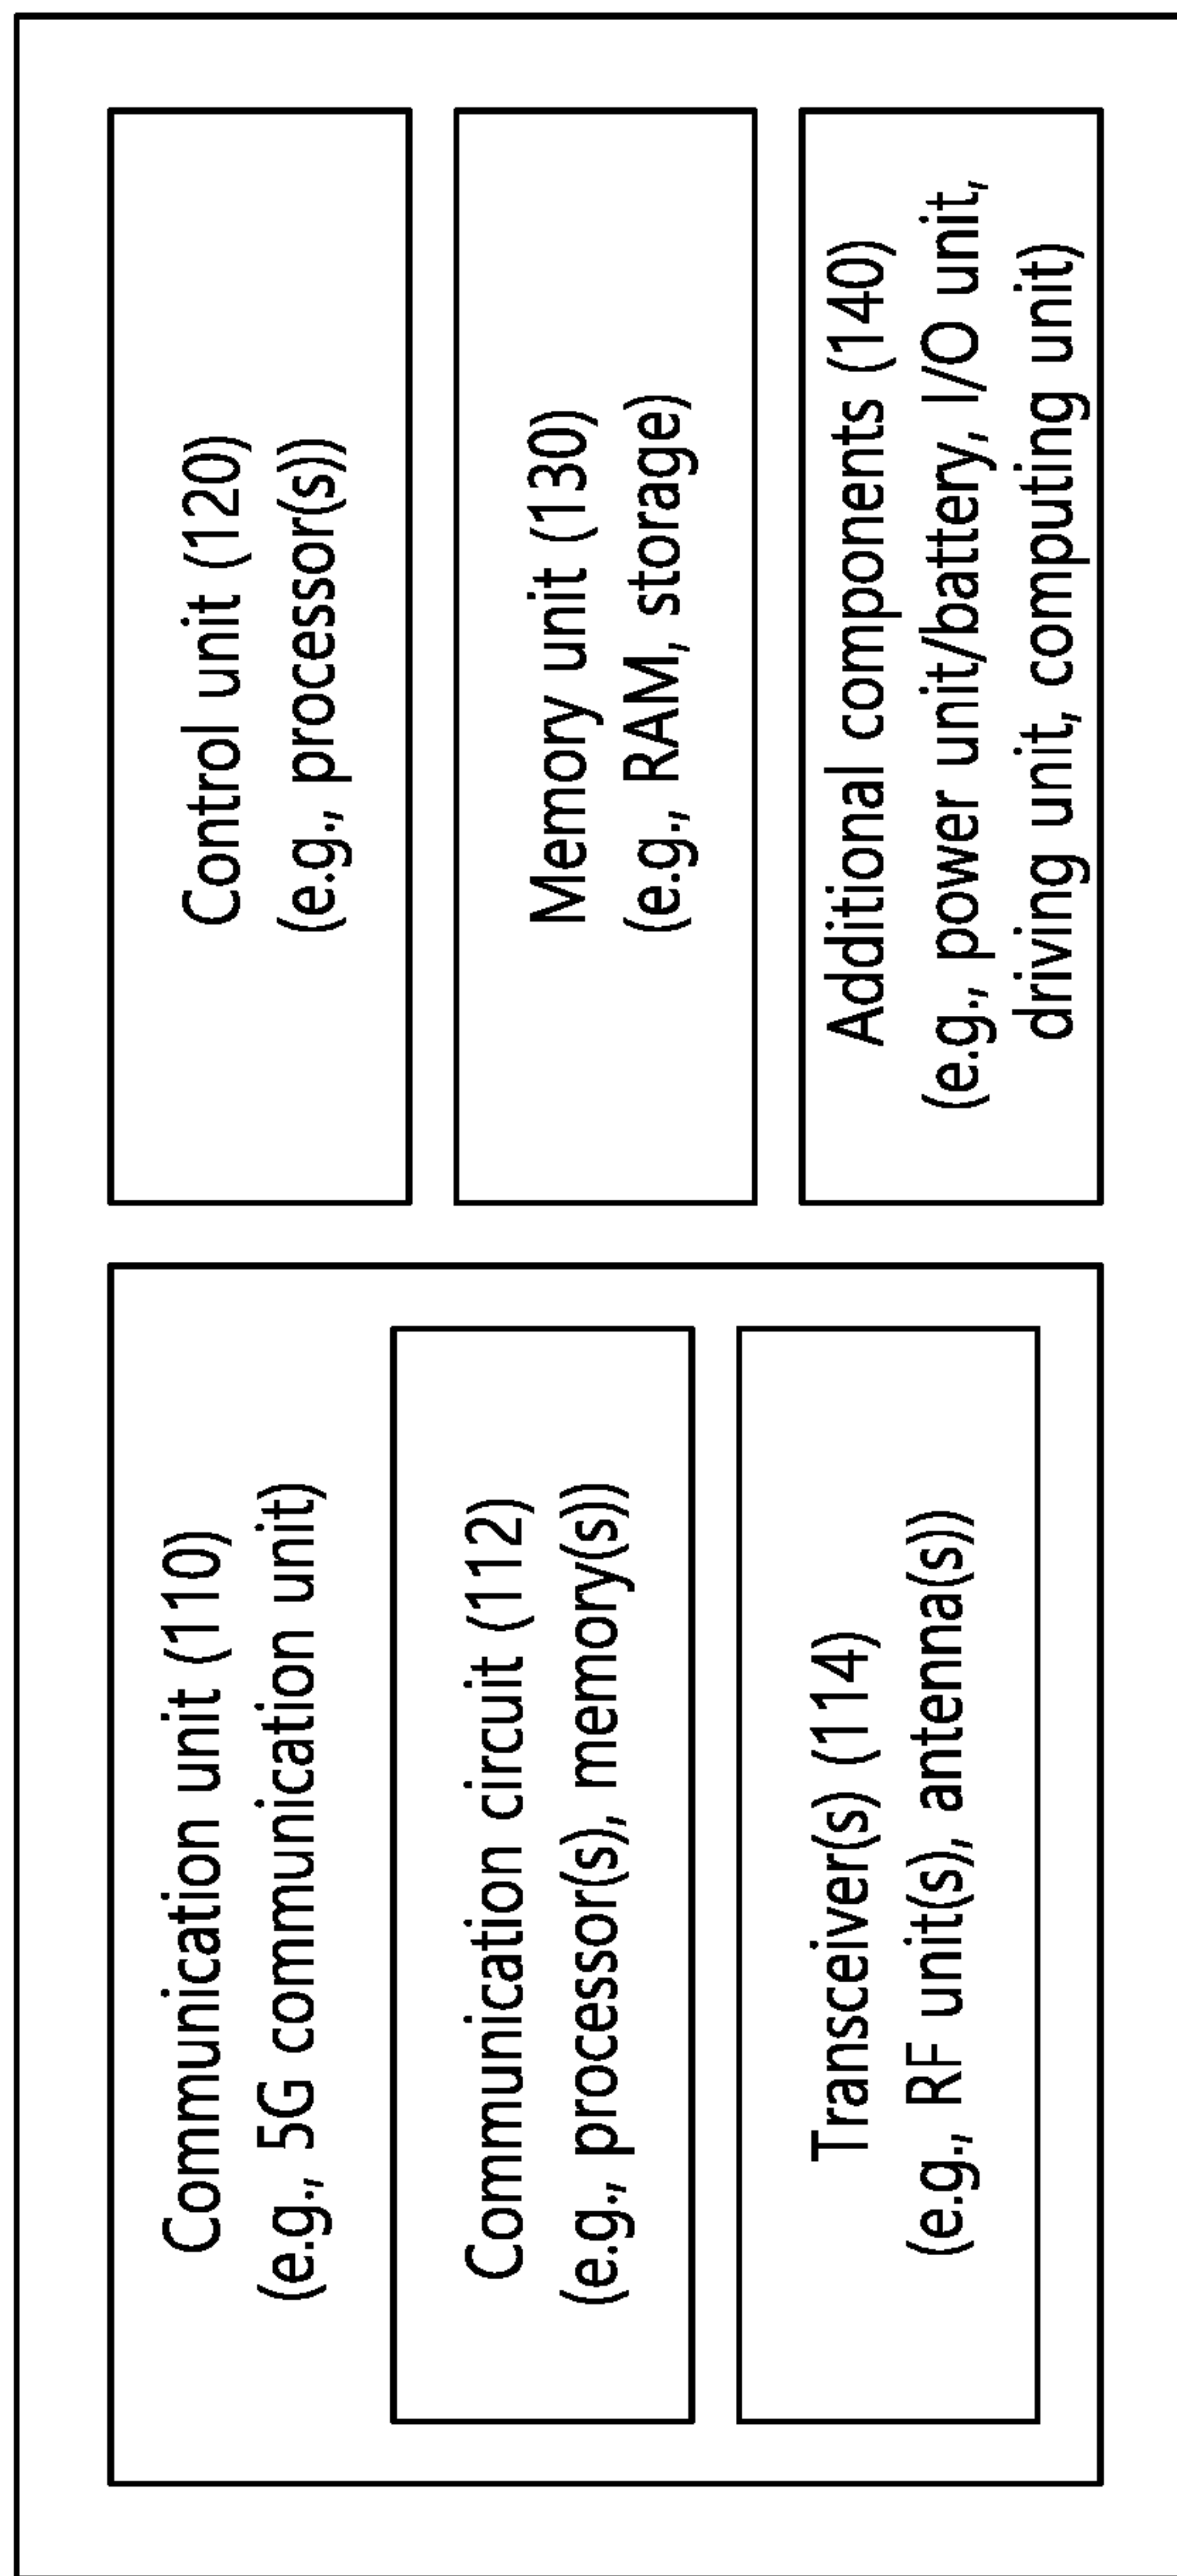 Communication unit (110)
(e.g., 5G communication unit)
Communication circuit (112)
(e.g., processor(s), memory(s))
Transceiver(s) (114)
(e.g., RF unit(s), antenna(s))
Control unit (120)
(e.g., processor(s))
Memory unit (130)
(e.g., RAM, storage)
Additional components (140)
(e.g., power unit/battery, I/O unit,
driving unit, computing unit)